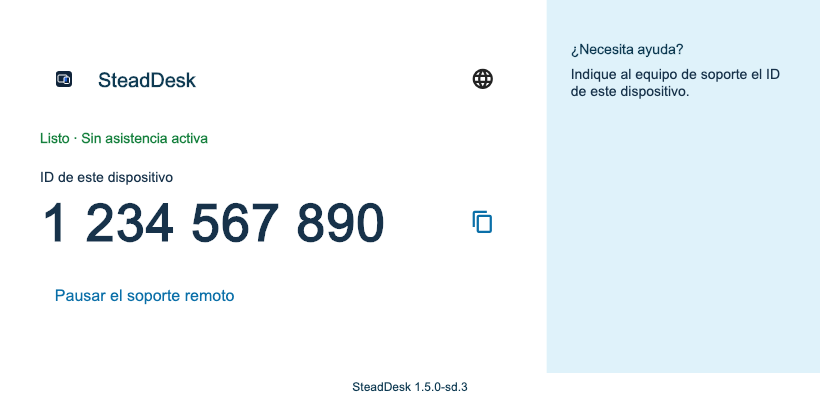 SteadDesk
Listo · Sin asistencia activa
ID de este dispositivo
1 234 567 890
Pausar el soporte remoto
¿Necesita ayuda?
Indique al equipo de soporte el ID
de este dispositivo.
SteadDesk 1.5.0-sd.3